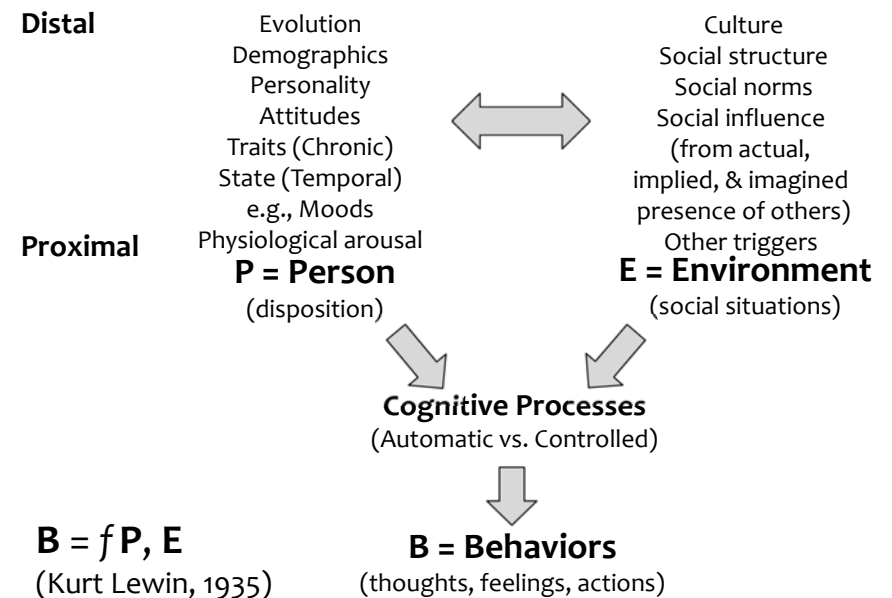 Distal
Evolution
Demographics
Personality
Attitudes
Traits (Chronic)
State (Temporal)
e.g., Moods
Proximal
Physiological arousal
P = Person
(disposition)
Culture
Social structure
Social norms
Social influence
(from actual,
implied, & imagined
presence of others)
Other triggers
E = Environment
(social situations)
Cognitive Processes
(Automatic vs. Controlled)
B = ƒ P, E
(Kurt Lewin, 1935)
B = Behaviors
(thoughts, feelings, actions)